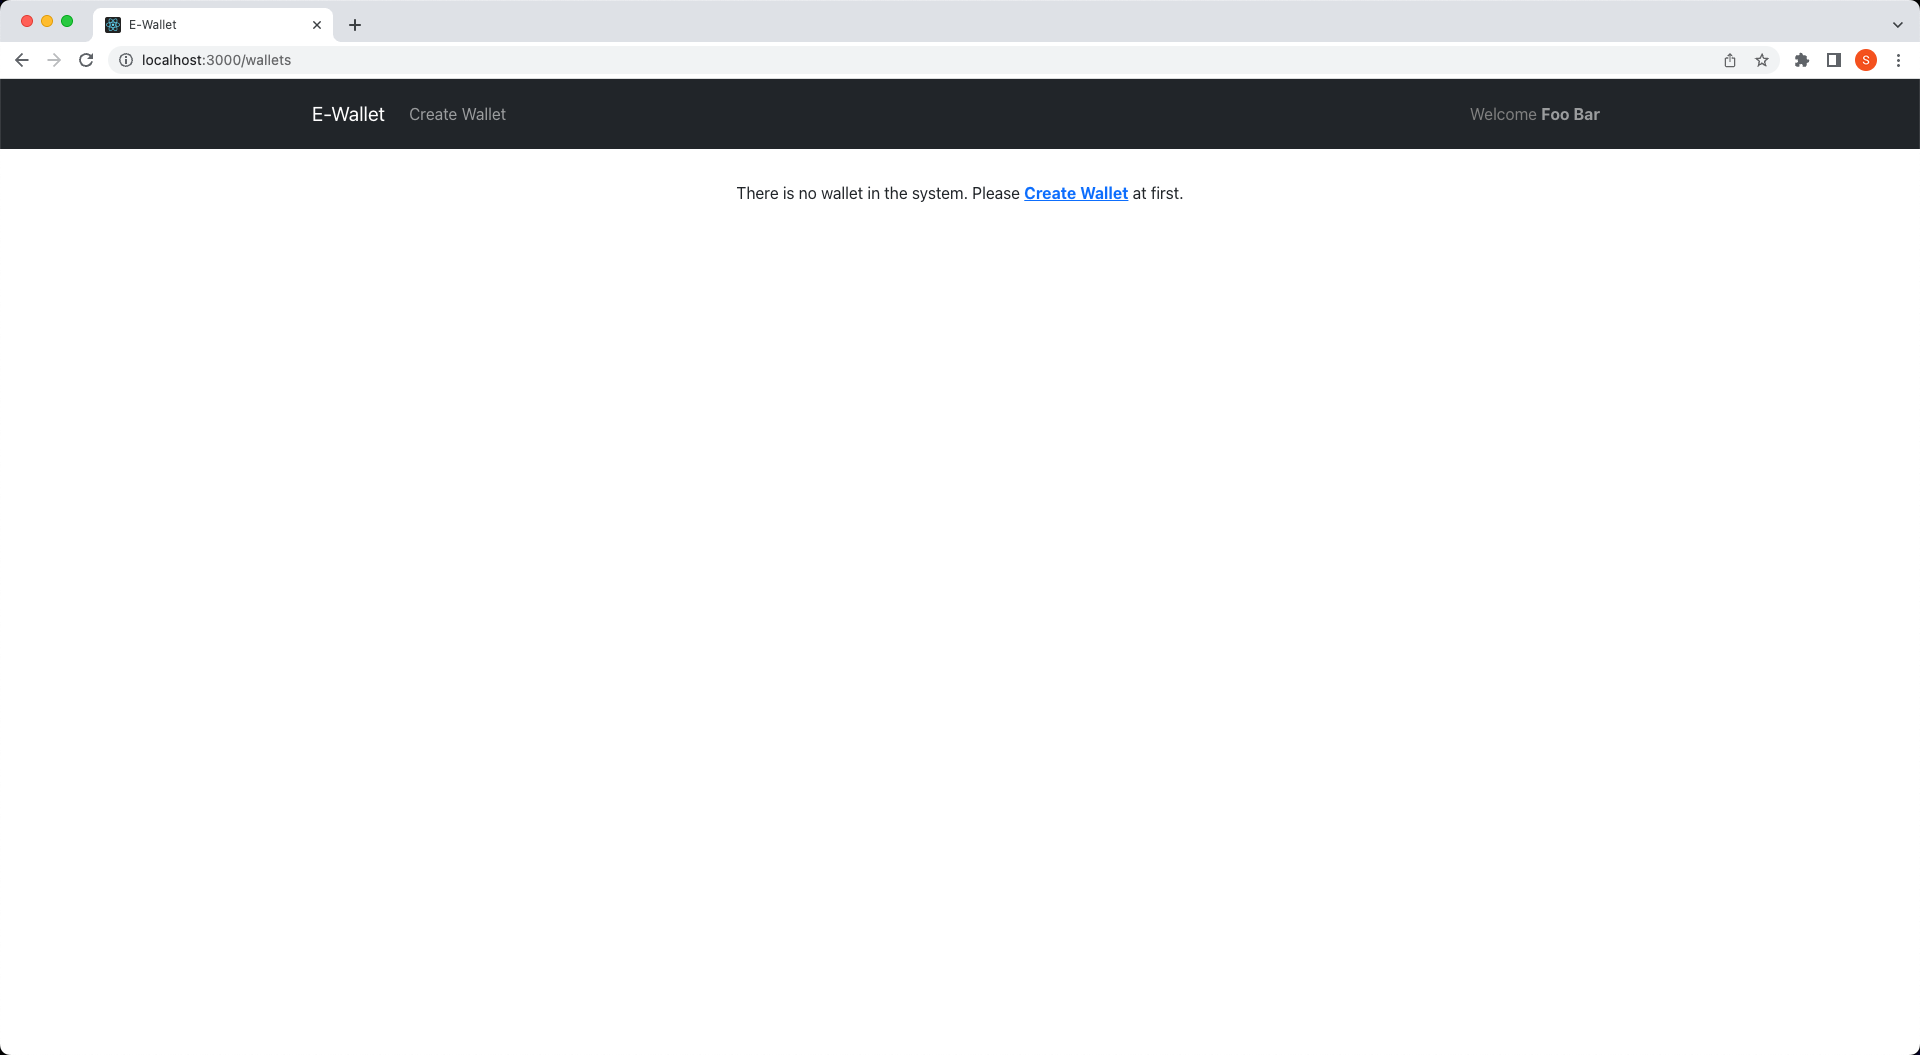 E-Wallet
localhost:3000/wallets
S
E-Wallet Create Wallet Welcome Foo Bar
There is no wallet in the system. Please Create Wallet at first.